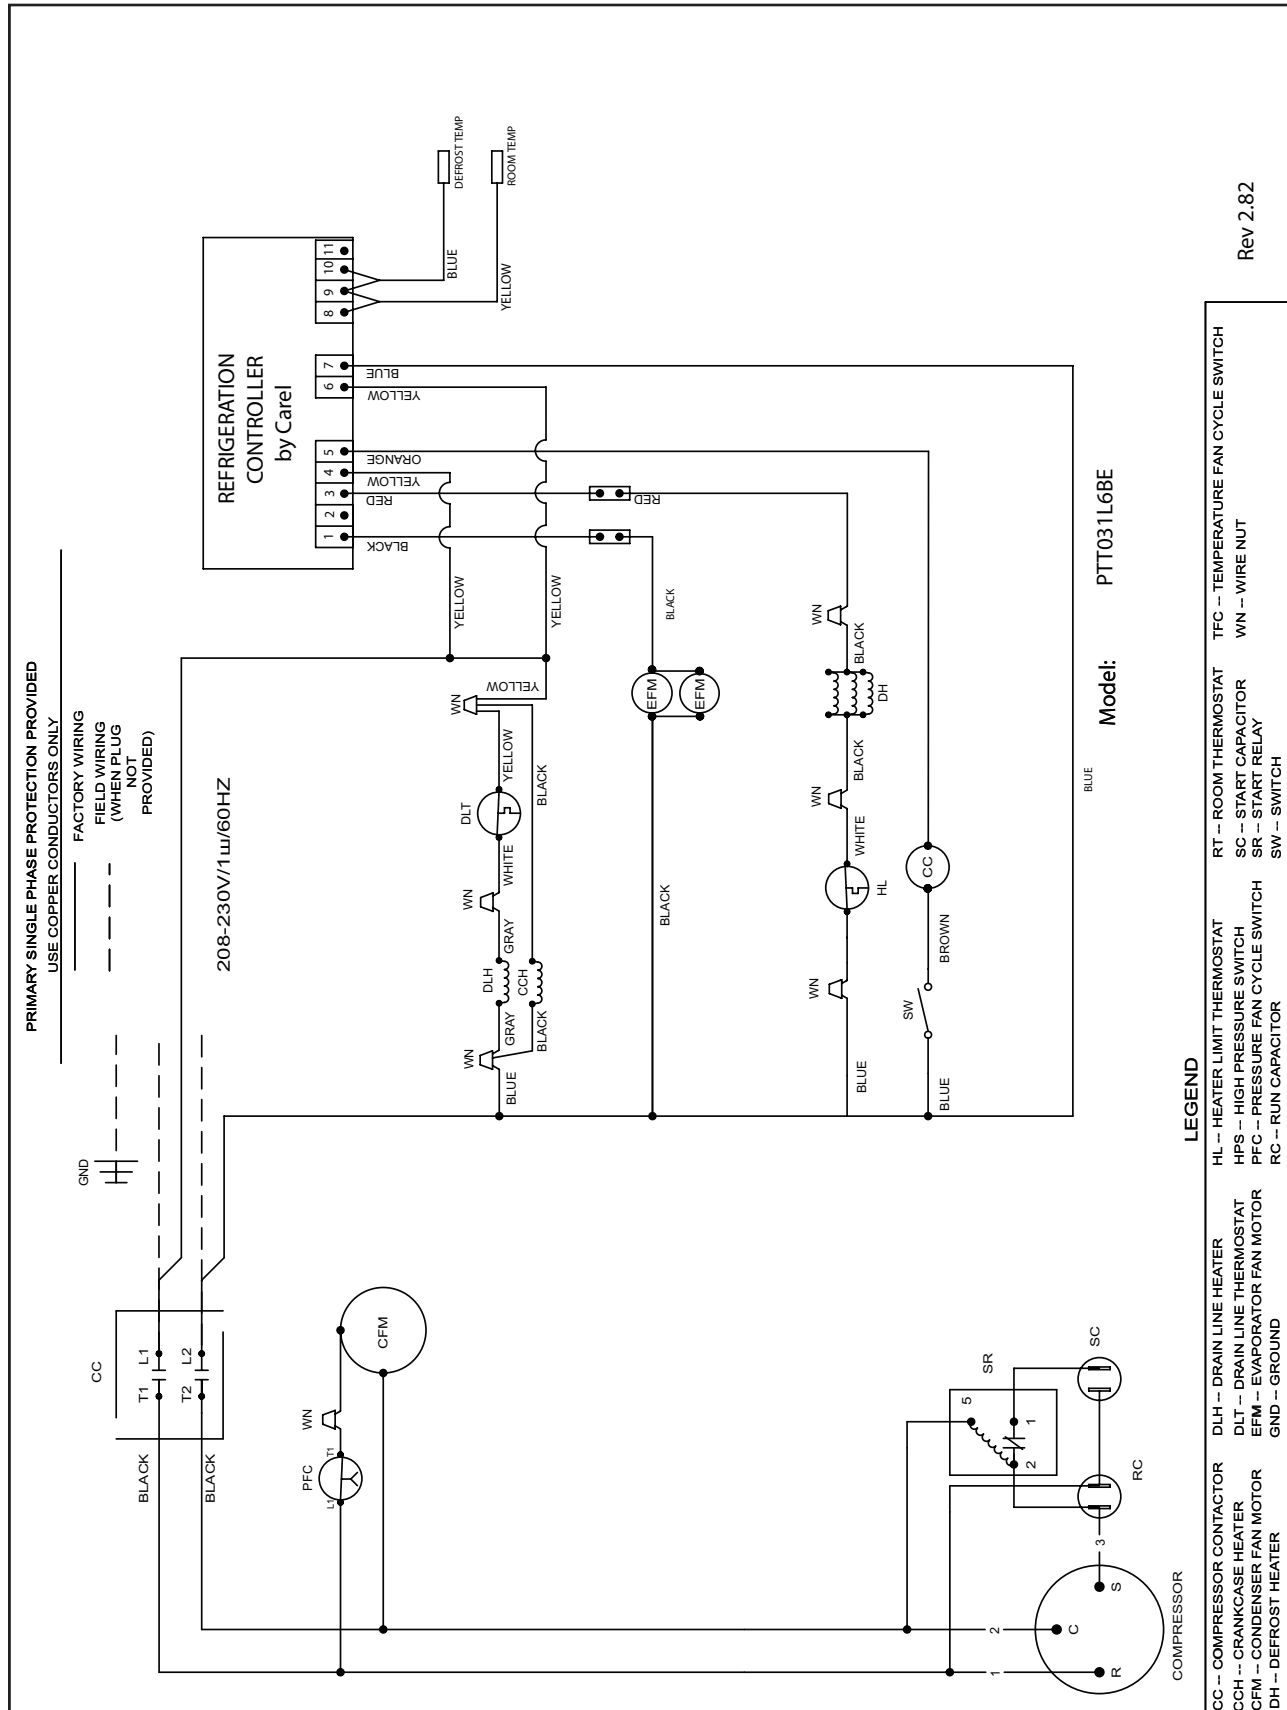 PRIMARY SINGLE PHASE PROTECTION PROVIDED
USE COPPER CONDUCTORS ONLY
FACTORY WIRING
FIELD WIRING
(WHEN PLUG
NOT
PROVIDED)
208-230V/1ш/60HZ
GND
CC
T1 L1
T2 L2
BLACK
BLACK
REFRIGERATION
CONTROLLER
by Carel
1 2 3 4 5 6 7 8 9 10 11
BLACK
RED
YELLOW
ORANGE
YELLOW
BLUE
BLUE
DEFROST TEMP
YELLOW
ROOM TEMP
YELLOW
YELLOW
YELLOW
WN
DLT
YELLOW
BLACK
WHITE
WN
GRAY
DLH
CCH
GRAY
BLACK
WN
BLUE
RED
BLACK
EFM
EFM
BLACK
WN
BLACK
DH
BLACK
WN
WHITE
HL
WN
BLUE
CC
BROWN
SW
BLUE
BLUE
PFC
L1
T1
WN
CFM
SR
5
2
1
SC
RC
3
2
1
S
C
R
COMPRESSOR
Model: PTT031L6BE
Rev 2.82
LEGEND
CC -- COMPRESSOR CONTACTOR
CCH -- CRANKCASE HEATER
CFM -- CONDENSER FAN MOTOR
DH -- DEFROST HEATER
DLH -- DRAIN LINE HEATER
DLT -- DRAIN LINE THERMOSTAT
EFM -- EVAPORATOR FAN MOTOR
GND -- GROUND
HL -- HEATER LIMIT THERMOSTAT
HPS -- HIGH PRESSURE SWITCH
PFC -- PRESSURE FAN CYCLE SWITCH
RC -- RUN CAPACITOR
RT -- ROOM THERMOSTAT
SC -- START CAPACITOR
SR -- START RELAY
SW -- SWITCH
TFC -- TEMPERATURE FAN CYCLE SWITCH
WN -- WIRE NUT